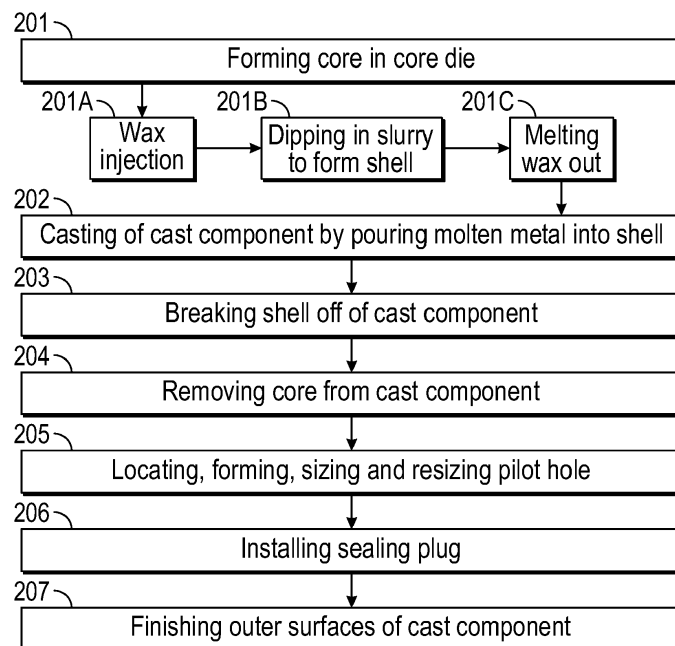 201
Forming core in core die
201A
Wax
injection
201B
Dipping in slurry
to form shell
201C
Melting
wax out
202
Casting of cast component by pouring molten metal into shell
203
Breaking shell off of cast component
204
Removing core from cast component
205
Locating, forming, sizing and resizing pilot hole
206
Installing sealing plug
207
Finishing outer surfaces of cast component